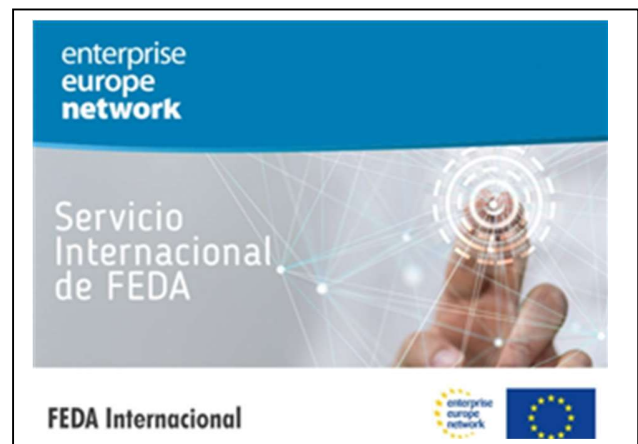 enterprise
europe
network
Servicio
Internacional
de FEDA
FEDA Internacional
enterprise
europe
network